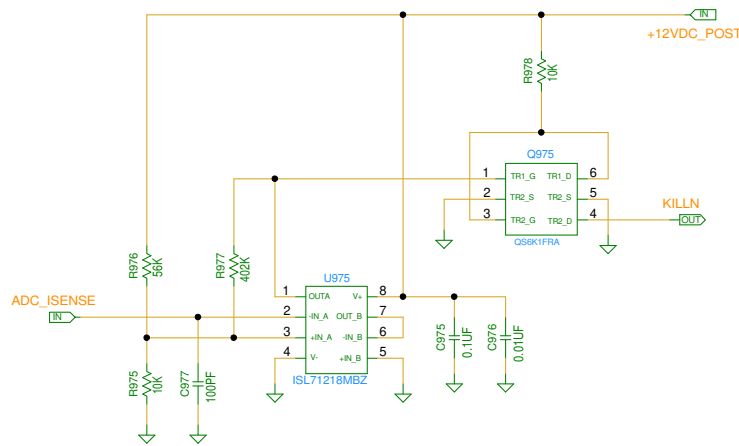 IN
+12VDC_POST
R978
10K
Q975
1 TR1_G TR1_D 6
2 TR2_S TR2_S 5
3 TR2_G TR2_D 4
QS6K1FRA
KILLN
OUT
R976
56K
R977
402K
U975
1 OUTA V+ 8
2 -IN_A OUT_B 7
3 +IN_A -IN_B 6
4 V- +IN_B 5
ISL71218MBZ
ADC_ISENSE
IN
C975
0.1UF
C976
0.01UF
R975
10K
C977
100PF